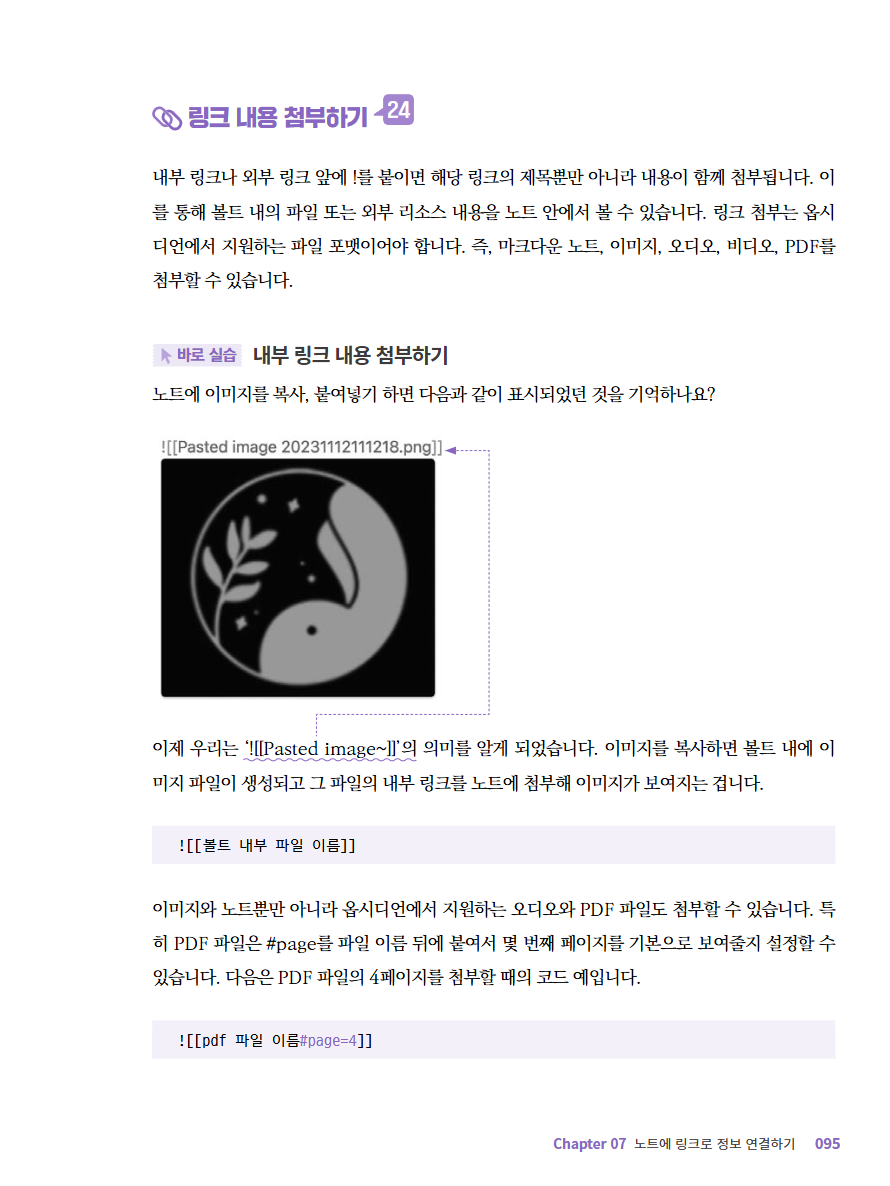 링크 내용 첨부하기 24
내부 링크나 외부 링크 앞에 !를 붙이면 해당 링크의 제목뿐만 아니라 내용이 함께 첨부됩니다. 이
를 통해 볼트 내의 파일 또는 외부 리소스 내용을 노트 안에서 볼 수 있습니다. 링크 첨부는 옵시
디언에서 지원하는 파일 포맷이어야 합니다. 즉, 마크다운 노트, 이미지, 오디오, 비디오, PDF를
첨부할 수 있습니다.
바로 실습 내부 링크 내용 첨부하기
노트에 이미지를 복사, 붙여넣기 하면 다음과 같이 표시되었던 것을 기억하나요?
![[Pasted image 20231112111218.png]]
이제 우리는 ‘![[Pasted image~]]’의 의미를 알게 되었습니다. 이미지를 복사하면 볼트 내에 이
미지 파일이 생성되고 그 파일의 내부 링크를 노트에 첨부해 이미지가 보여지는 겁니다.
![[볼트 내부 파일 이름]]
이미지와 노트뿐만 아니라 옵시디언에서 지원하는 오디오와 PDF 파일도 첨부할 수 있습니다. 특
히 PDF 파일은 #page를 파일 이름 뒤에 붙여서 몇 번째 페이지를 기본으로 보여줄지 설정할 수
있습니다. 다음은 PDF 파일의 4페이지를 첨부할 때의 코드 예입니다.
![[pdf 파일 이름#page=4]]
Chapter 07 노트에 링크로 정보 연결하기 095